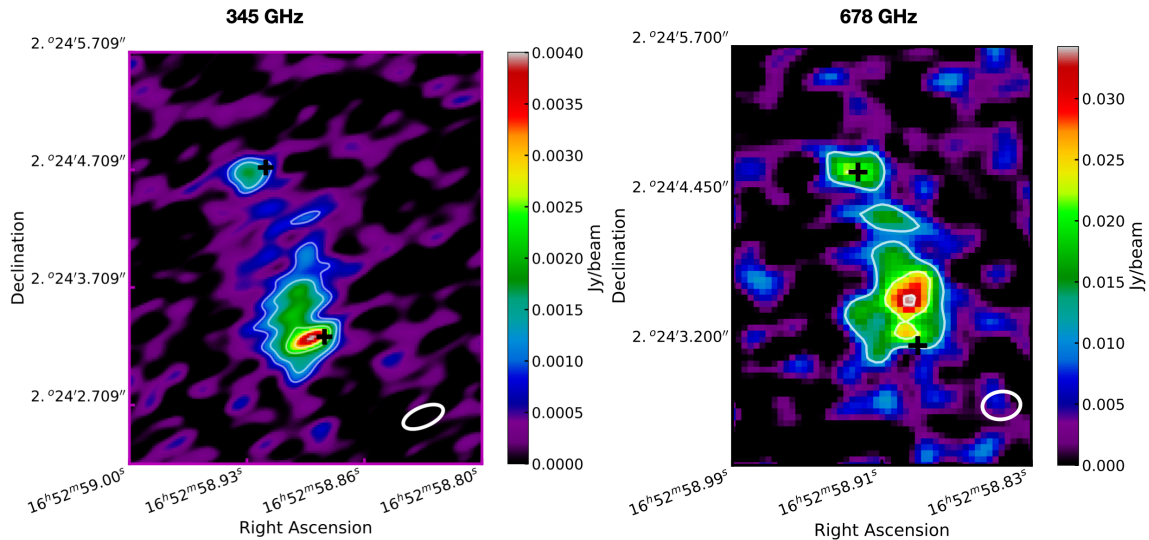 345 GHz
2.°24′5.709″
2.°24′4.709″
2.°24′3.709″
2.°24′2.709″
Declination
16ʰ52ᵐ59.00ˢ
16ʰ52ᵐ58.93ˢ
16ʰ52ᵐ58.86ˢ
16ʰ52ᵐ58.80ˢ
Right Ascension
0.0040
0.0035
0.0030
0.0025
0.0020
0.0015
0.0010
0.0005
0.0000
Jy/beam
678 GHz
2.°24′5.700″
2.°24′4.450″
2.°24′3.200″
Declination
16ʰ52ᵐ58.99ˢ
16ʰ52ᵐ58.91ˢ
16ʰ52ᵐ58.83ˢ
Right Ascension
0.030
0.025
0.020
0.015
0.010
0.005
0.000
Jy/beam